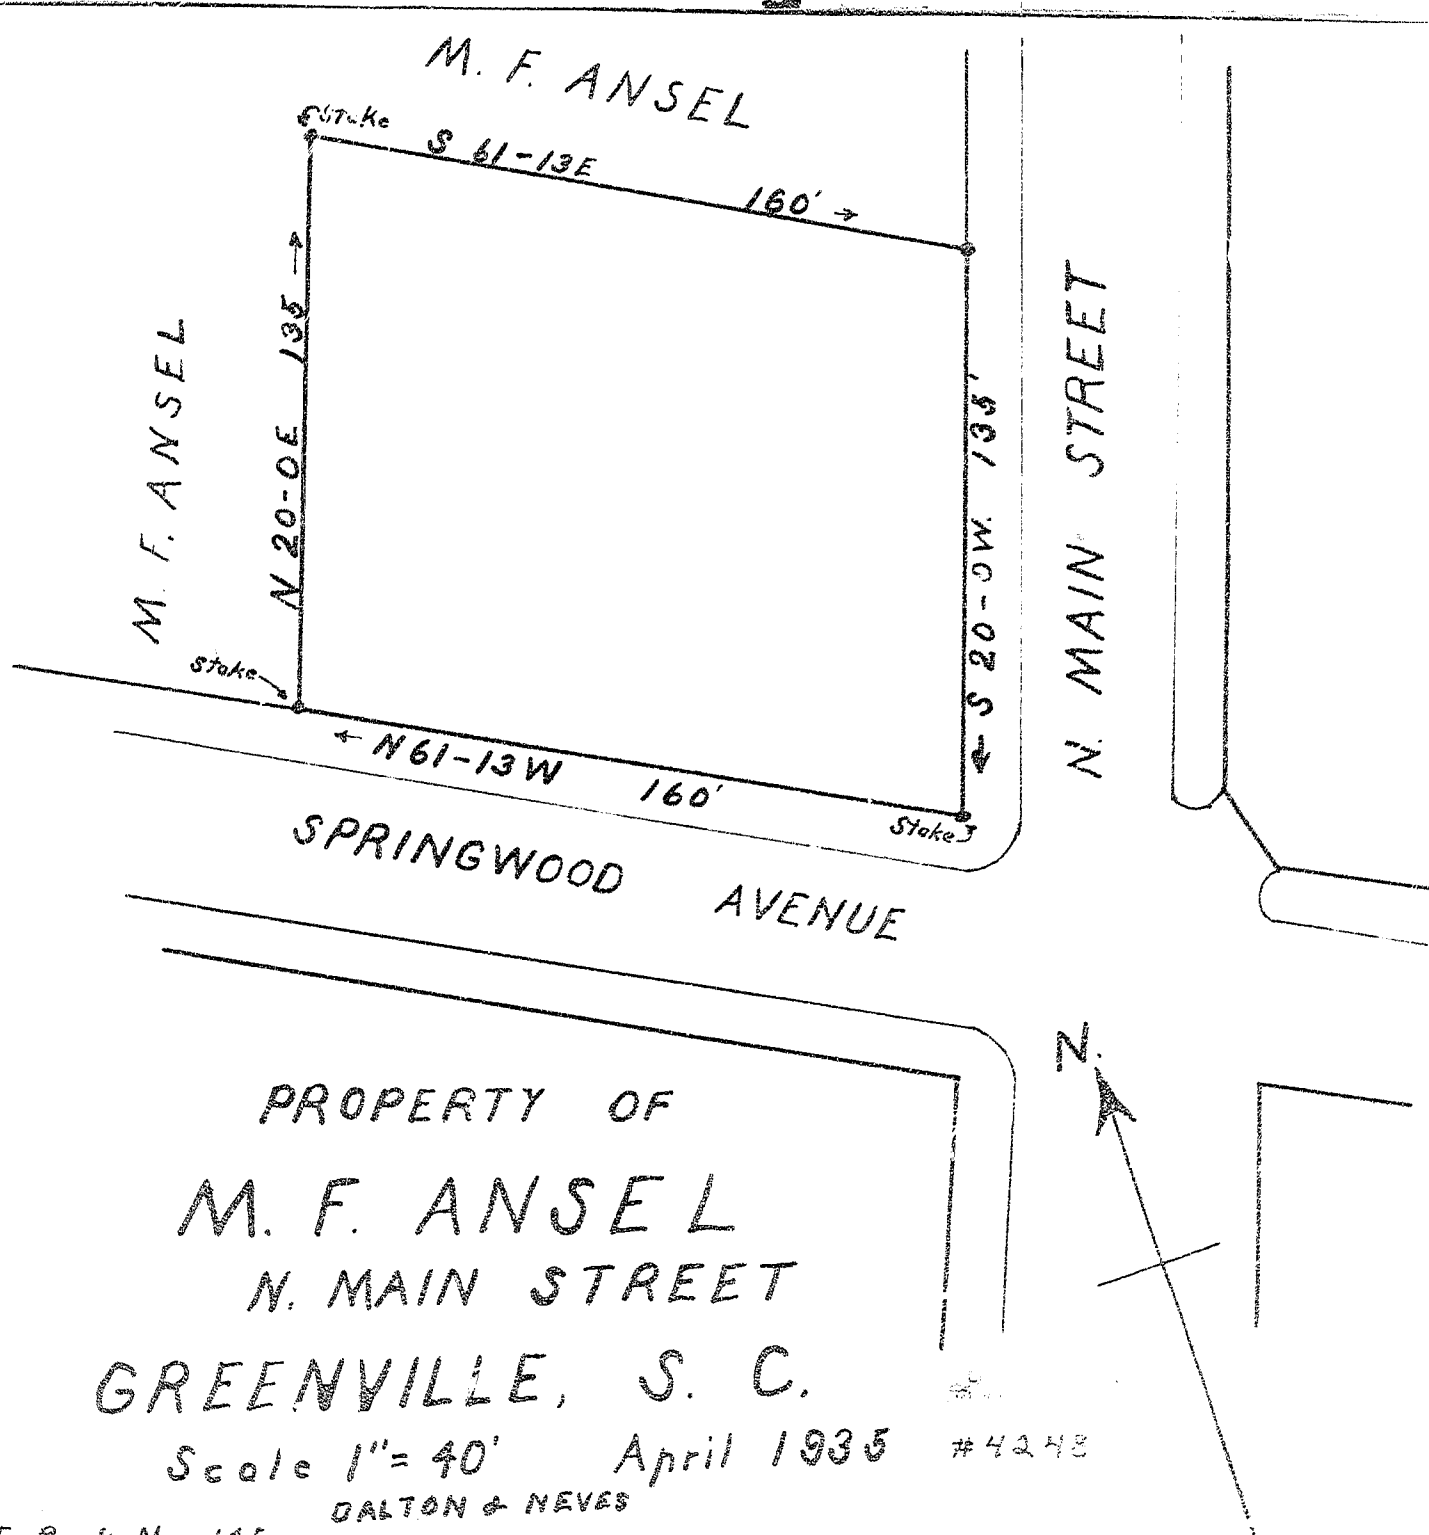 M. F. ANSEL
Stake
S 61-13E 160' →
N 20-0E 135 →
M. F. ANSEL
S 20-0W. 135'
N. MAIN STREET
Stake
← N61-13W 160'
Stake
SPRINGWOOD AVENUE
N.
PROPERTY OF
M. F. ANSEL
N. MAIN STREET
GREENVILLE, S. C.
Scale 1"= 40' April 1935 #4248
DALTON & NEVES